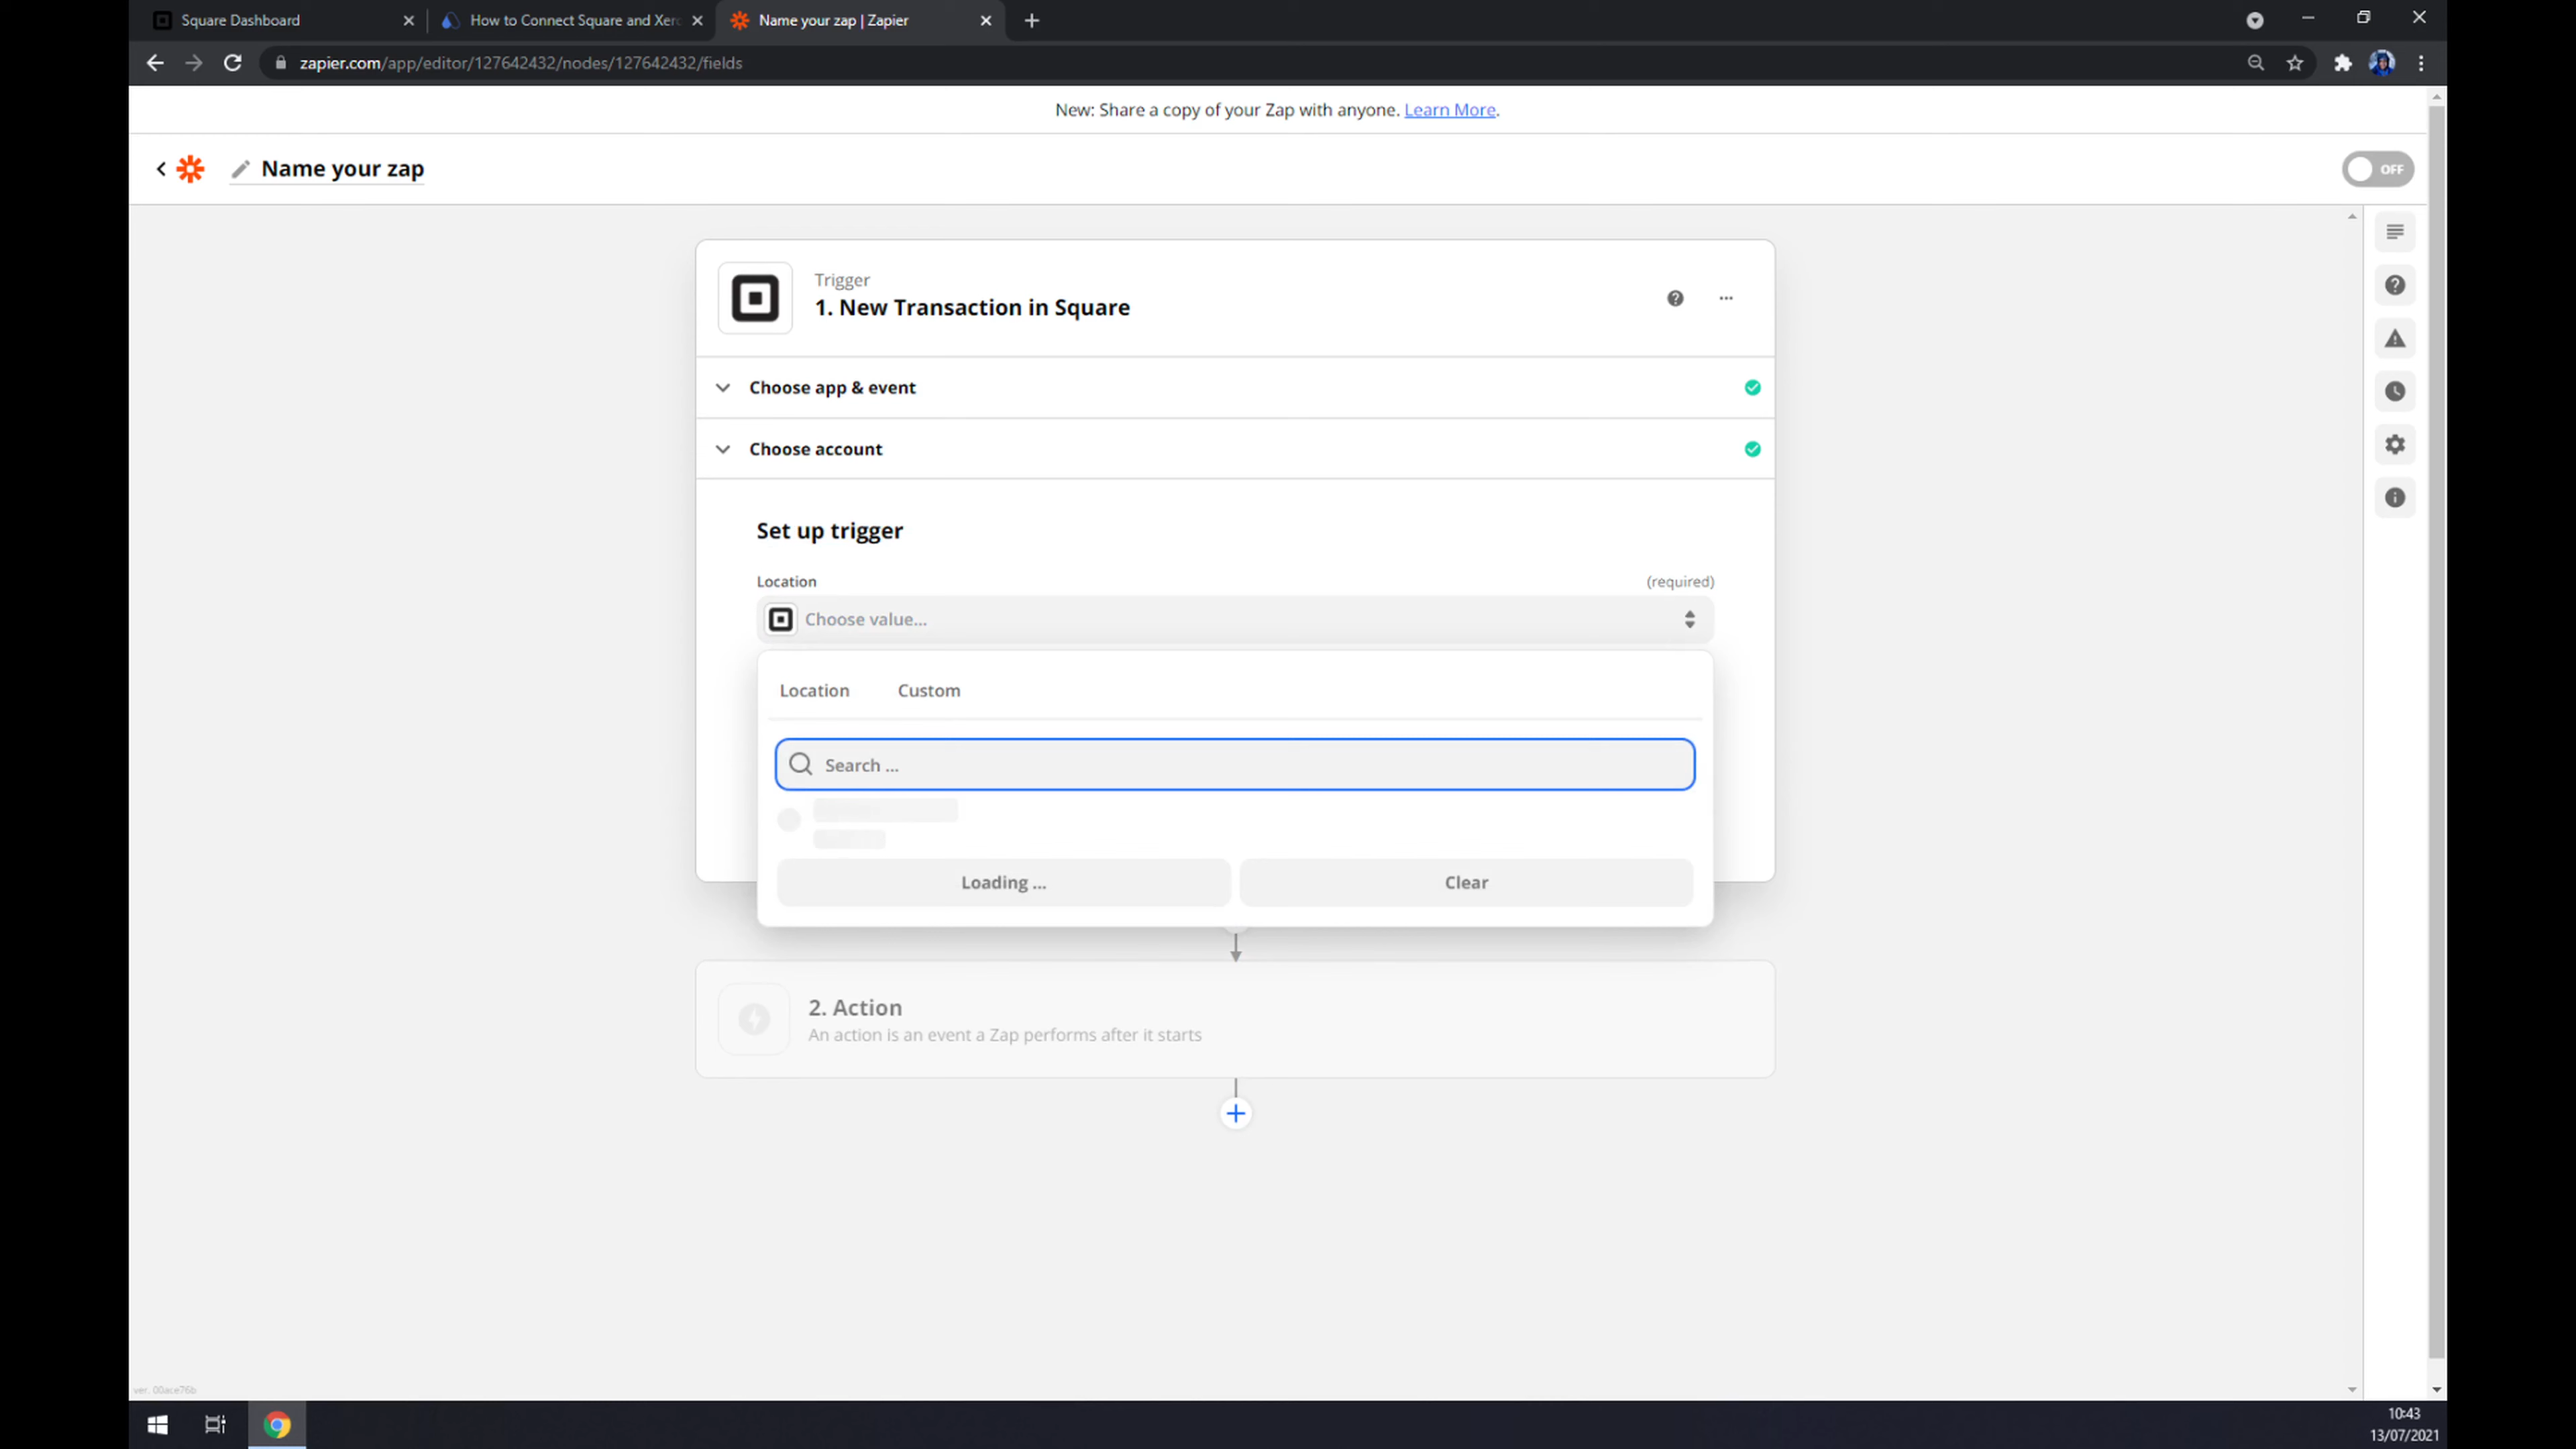 Square Dashboard
How to Connect Square and Xer
Name your zap | Zapier
zapier.com/app/editor/127642432/nodes/127642432/fields
New: Share a copy of your Zap with anyone. Learn More.
Name your zap
OFF
Trigger
1. New Transaction in Square
Choose app & event
Choose account
Set up trigger
Location
(required)
Choose value...
Location
Custom
Search ...
Loading ...
Clear
2. Action
An action is an event a Zap performs after it starts
ver. 00ace76b
10:43
13/07/2021